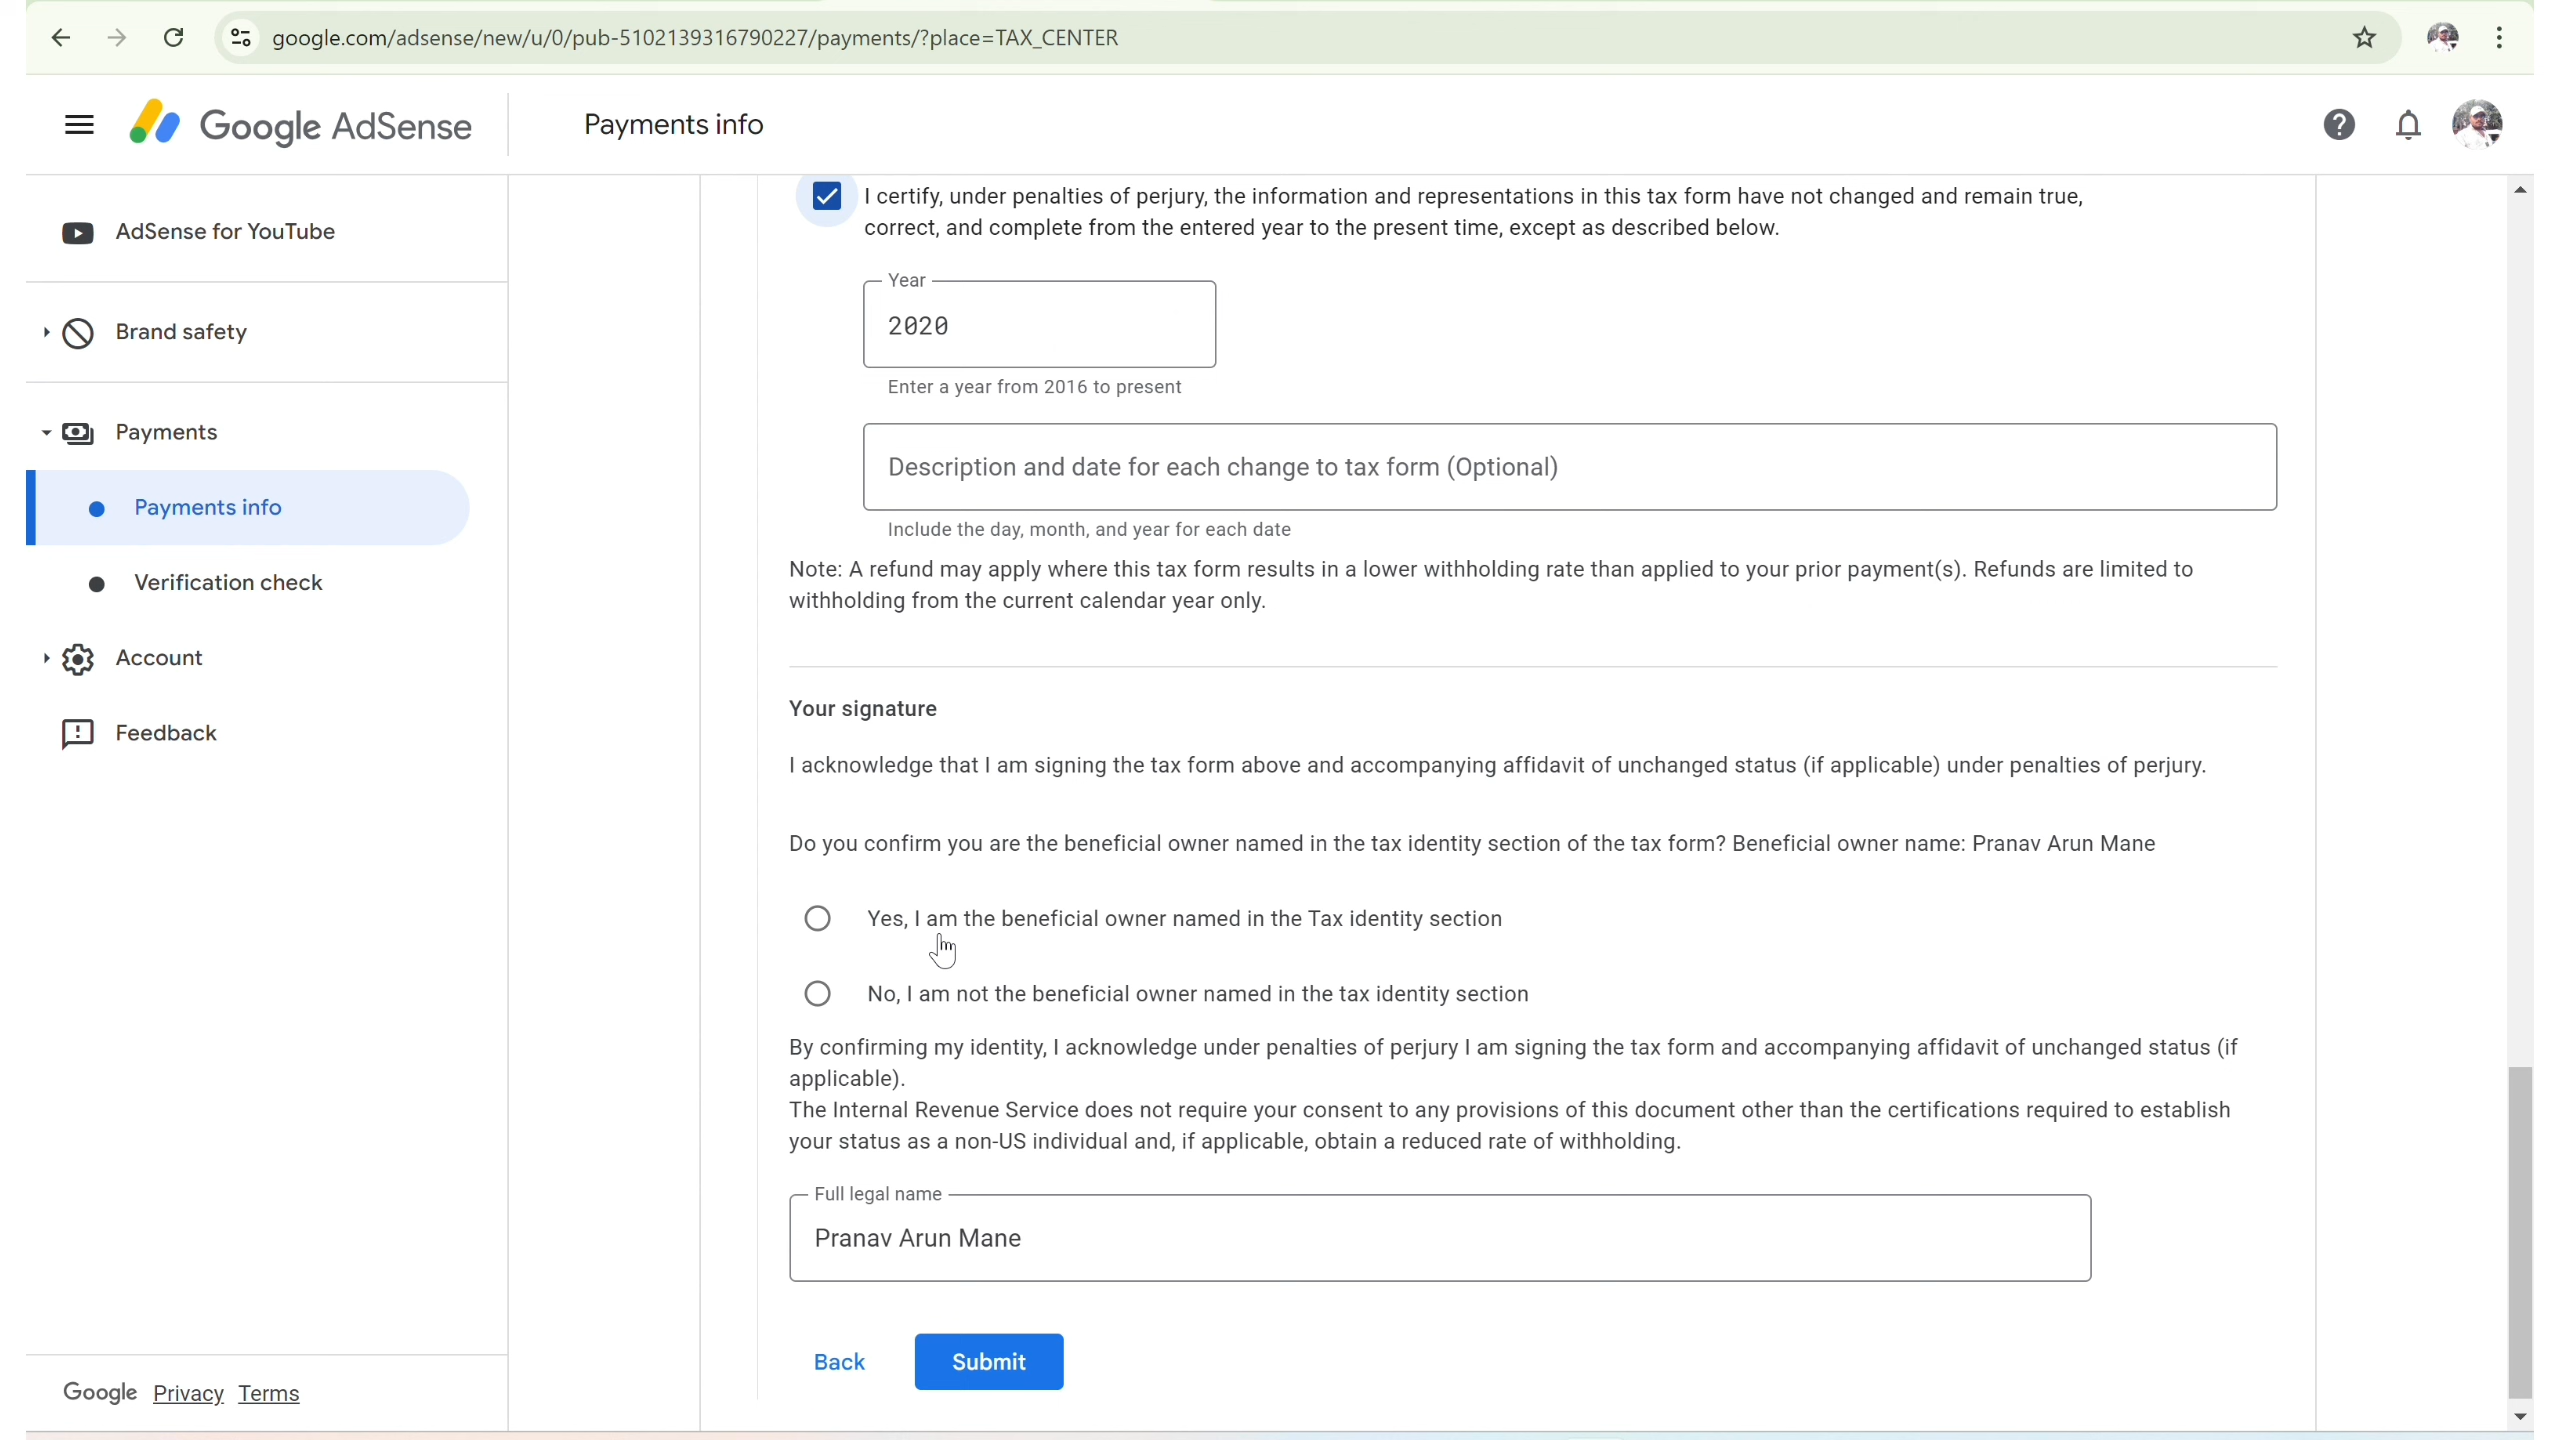 google.com/adsense/new/u/0/pub-5102139316790227/payments/?place=TAX_CENTER
Google AdSense
Payments info
AdSense for YouTube
Brand safety
Payments
Payments info
Verification check
Account
Feedback
Google Privacy Terms
I certify, under penalties of perjury, the information and representations in this tax form have not changed and remain true,
correct, and complete from the entered year to the present time, except as described below.
Year
2020
Enter a year from 2016 to present
Description and date for each change to tax form (Optional)
Include the day, month, and year for each date
Note: A refund may apply where this tax form results in a lower withholding rate than applied to your prior payment(s). Refunds are limited to
withholding from the current calendar year only.
Your signature
I acknowledge that I am signing the tax form above and accompanying affidavit of unchanged status (if applicable) under penalties of perjury.
Do you confirm you are the beneficial owner named in the tax identity section of the tax form? Beneficial owner name: Pranav Arun Mane
Yes, I am the beneficial owner named in the Tax identity section
No, I am not the beneficial owner named in the tax identity section
By confirming my identity, I acknowledge under penalties of perjury I am signing the tax form and accompanying affidavit of unchanged status (if
applicable).
The Internal Revenue Service does not require your consent to any provisions of this document other than the certifications required to establish
your status as a non-US individual and, if applicable, obtain a reduced rate of withholding.
Full legal name
Pranav Arun Mane
Back
Submit